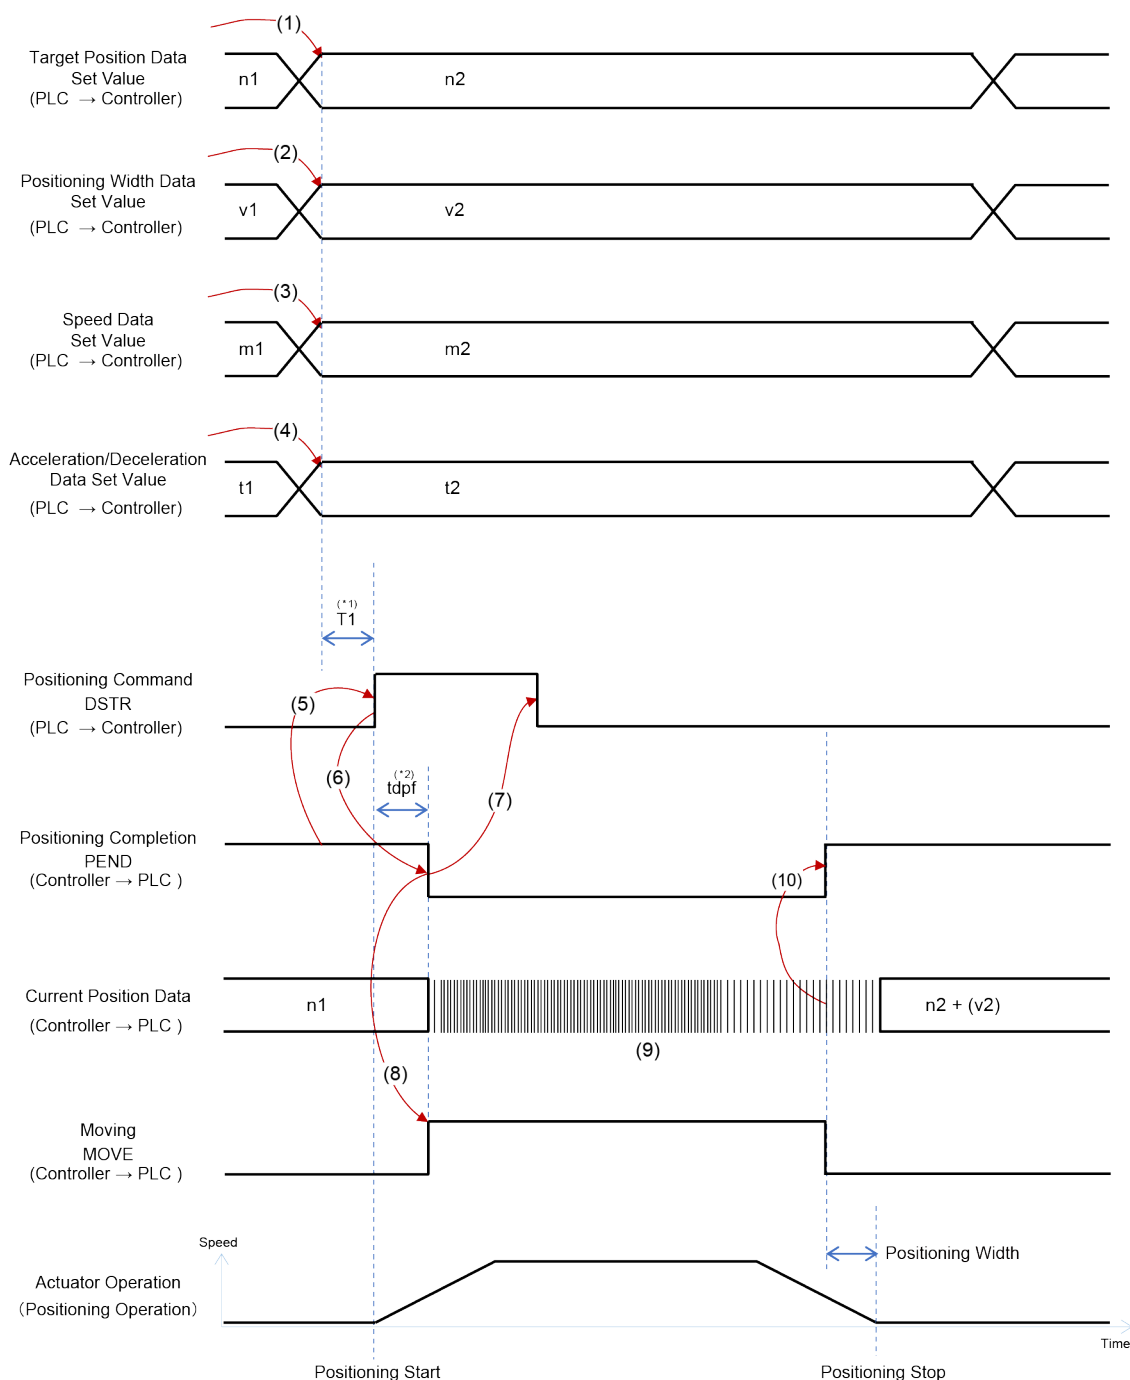 (1)
Target Position Data
Set Value
(PLC → Controller)
n1
n2
(2)
Positioning Width Data
Set Value
(PLC → Controller)
v1
v2
(3)
Speed Data
Set Value
(PLC → Controller)
m1
m2
(4)
Acceleration/Deceleration
Data Set Value
(PLC → Controller)
t1
t2
(*1)
T1
Positioning Command
DSTR
(PLC → Controller)
(5)
(6)
(*2)
tdpf
(7)
Positioning Completion
PEND
(Controller → PLC )
(10)
Current Position Data
(Controller → PLC )
n1
n2 + (v2)
(9)
(8)
Moving
MOVE
(Controller → PLC )
Speed
Positioning Width
Actuator Operation
(Positioning Operation)
Time
Positioning Start
Positioning Stop